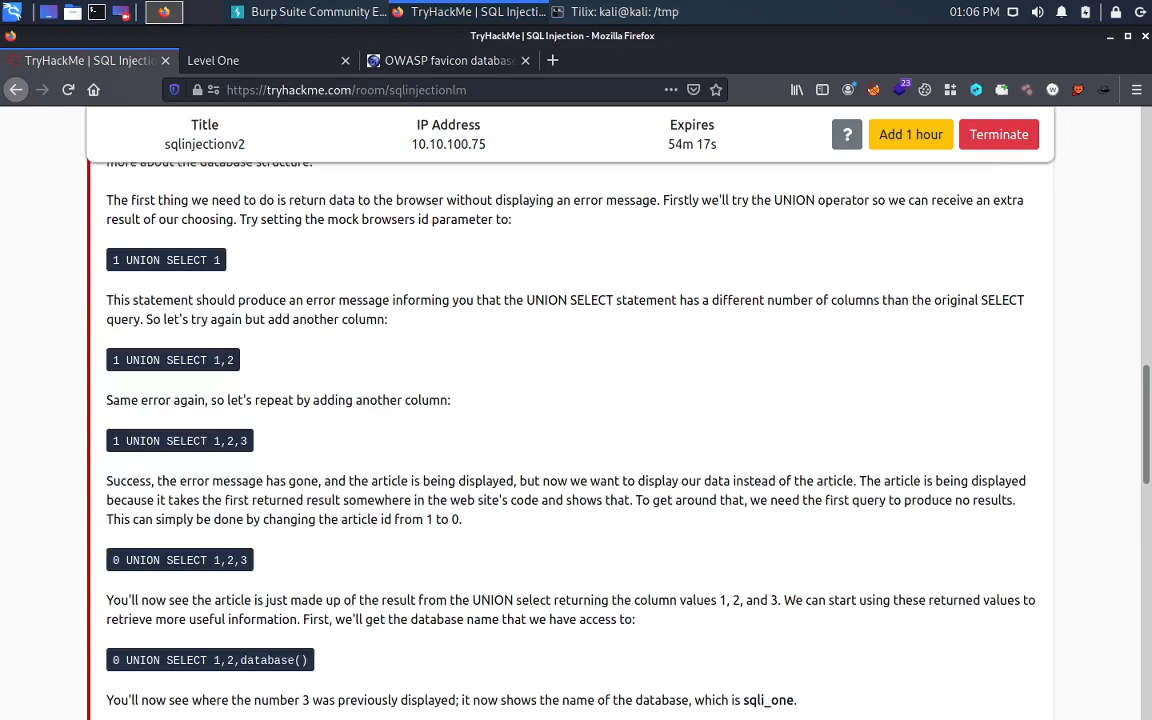 Burp Suite Community E...
TryHackMe | SQL Injecti...
Tilix: kali@kali: /tmp
01:06 PM
TryHackMe | SQL Injection - Mozilla Firefox
TryHackMe | SQL Injectio
Level One
OWASP favicon database
https://tryhackme.com/room/sqlinjectionlm
23
Title
IP Address
Expires
sqlinjectionv2
10.10.100.75
54m 17s
?
Add 1 hour
Terminate
more about the database structure.
The first thing we need to do is return data to the browser without displaying an error message. Firstly we'll try the UNION operator so we can receive an extra
result of our choosing. Try setting the mock browsers id parameter to:
1 UNION SELECT 1
This statement should produce an error message informing you that the UNION SELECT statement has a different number of columns than the original SELECT
query. So let's try again but add another column:
1 UNION SELECT 1,2
Same error again, so let's repeat by adding another column:
1 UNION SELECT 1,2,3
Success, the error message has gone, and the article is being displayed, but now we want to display our data instead of the article. The article is being displayed
because it takes the first returned result somewhere in the web site's code and shows that. To get around that, we need the first query to produce no results.
This can simply be done by changing the article id from 1 to 0.
0 UNION SELECT 1,2,3
You'll now see the article is just made up of the result from the UNION select returning the column values 1, 2, and 3. We can start using these returned values to
retrieve more useful information. First, we'll get the database name that we have access to:
0 UNION SELECT 1,2,database()
You'll now see where the number 3 was previously displayed; it now shows the name of the database, which is sqli_one.